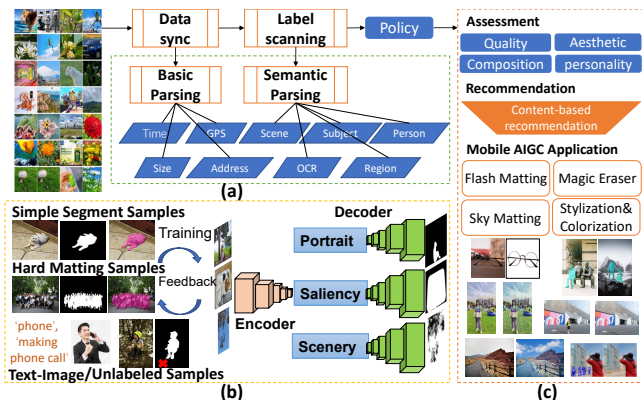 Data
sync
Label
scanning
Policy
Basic
Parsing
Semantic
Parsing
Time
GPS
Scene
Subject
Person
Size
Address
OCR
Region
(a)
Simple Segment Samples
Training
Hard Matting Samples
Feedback
'phone',
'making
phone call'
Text-Image/Unlabeled Samples
Encoder
Decoder
Portrait
Saliency
Scenery
(b)
Assessment
Quality
Aesthetic
Composition
personality
Recommendation
Content-based
recommendation
Mobile AIGC Application
Flash Matting
Magic Eraser
Sky Matting
Stylization&
Colorization
(c)